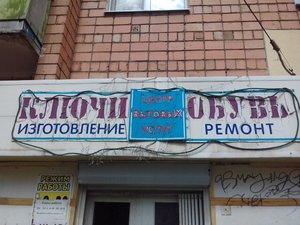 КЛЮЧИ
ИЗГОТОВЛЕНИЕ
ЦЕНТР
БЫТОВЫХ
УСЛУГ
ОБУВЬ
РЕМОНТ
РЕЖИМ
РАБОТЫ